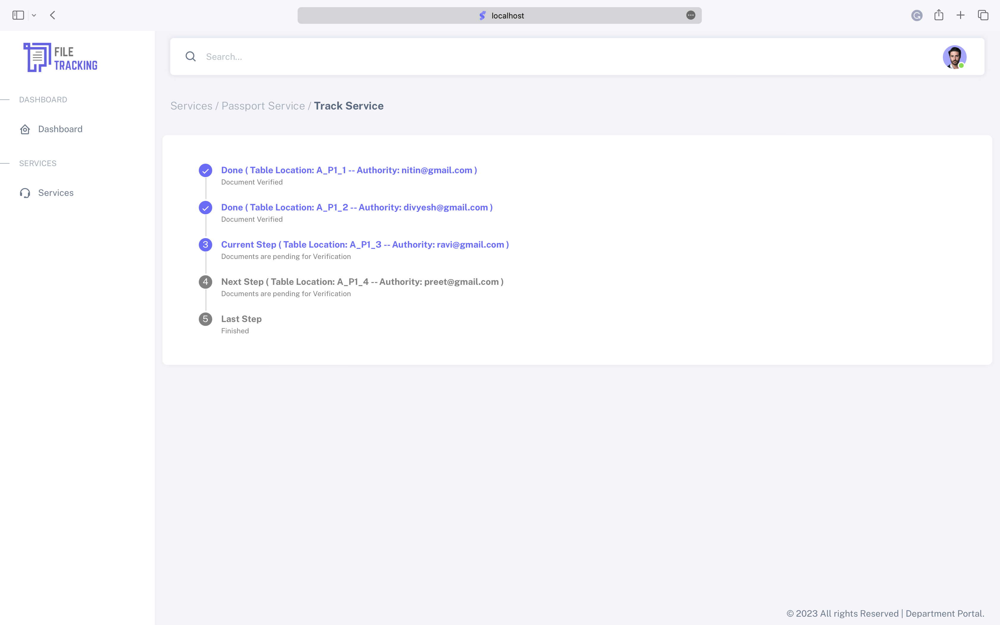 localhost
FILE
TRACKING
Search...
DASHBOARD
Dashboard
SERVICES
Services
Services / Passport Service / Track Service
Done ( Table Location: A_P1_1 -- Authority: nitin@gmail.com )
Document Verified
Done ( Table Location: A_P1_2 -- Authority: divyesh@gmail.com )
Document Verified
3 Current Step ( Table Location: A_P1_3 -- Authority: ravi@gmail.com )
Documents are pending for Verification
4 Next Step ( Table Location: A_P1_4 -- Authority: preet@gmail.com )
Documents are pending for Verification
5 Last Step
Finished
© 2023 All rights Reserved | Department Portal.